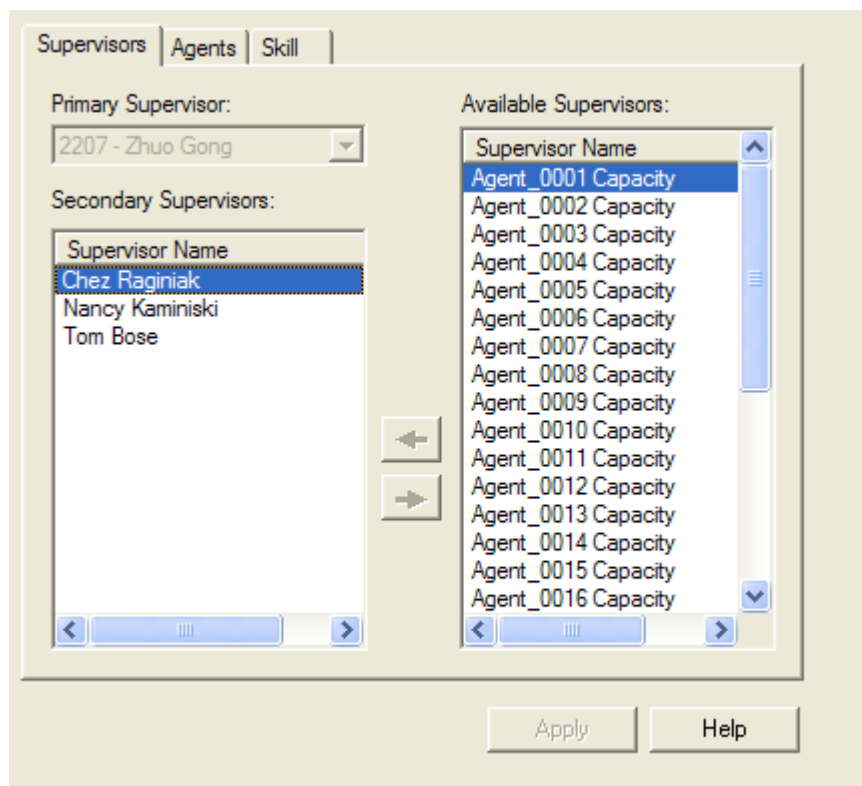 Supervisors Agents Skill
Primary Supervisor:
2207 - Zhuo Gong
Secondary Supervisors:
Supervisor Name
Chez Raginiak
Nancy Kaminiski
Tom Bose
Available Supervisors:
Supervisor Name
Agent_0001 Capacity
Agent_0002 Capacity
Agent_0003 Capacity
Agent_0004 Capacity
Agent_0005 Capacity
Agent_0006 Capacity
Agent_0007 Capacity
Agent_0008 Capacity
Agent_0009 Capacity
Agent_0010 Capacity
Agent_0011 Capacity
Agent_0012 Capacity
Agent_0013 Capacity
Agent_0014 Capacity
Agent_0015 Capacity
Agent_0016 Capacity
Apply Help